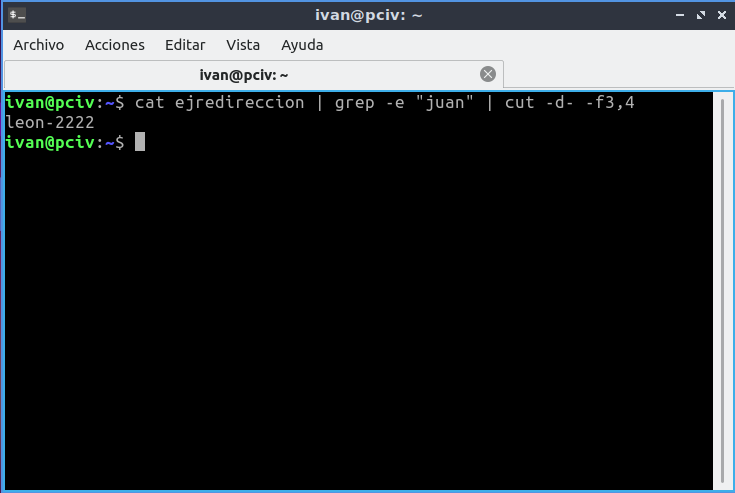 ivan@pciv: ~
Archivo Acciones Editar Vista Ayuda
ivan@pciv: ~
ivan@pciv:~$ cat ejredireccion | grep -e "juan" | cut -d- -f3,4
leon-2222
ivan@pciv:~$